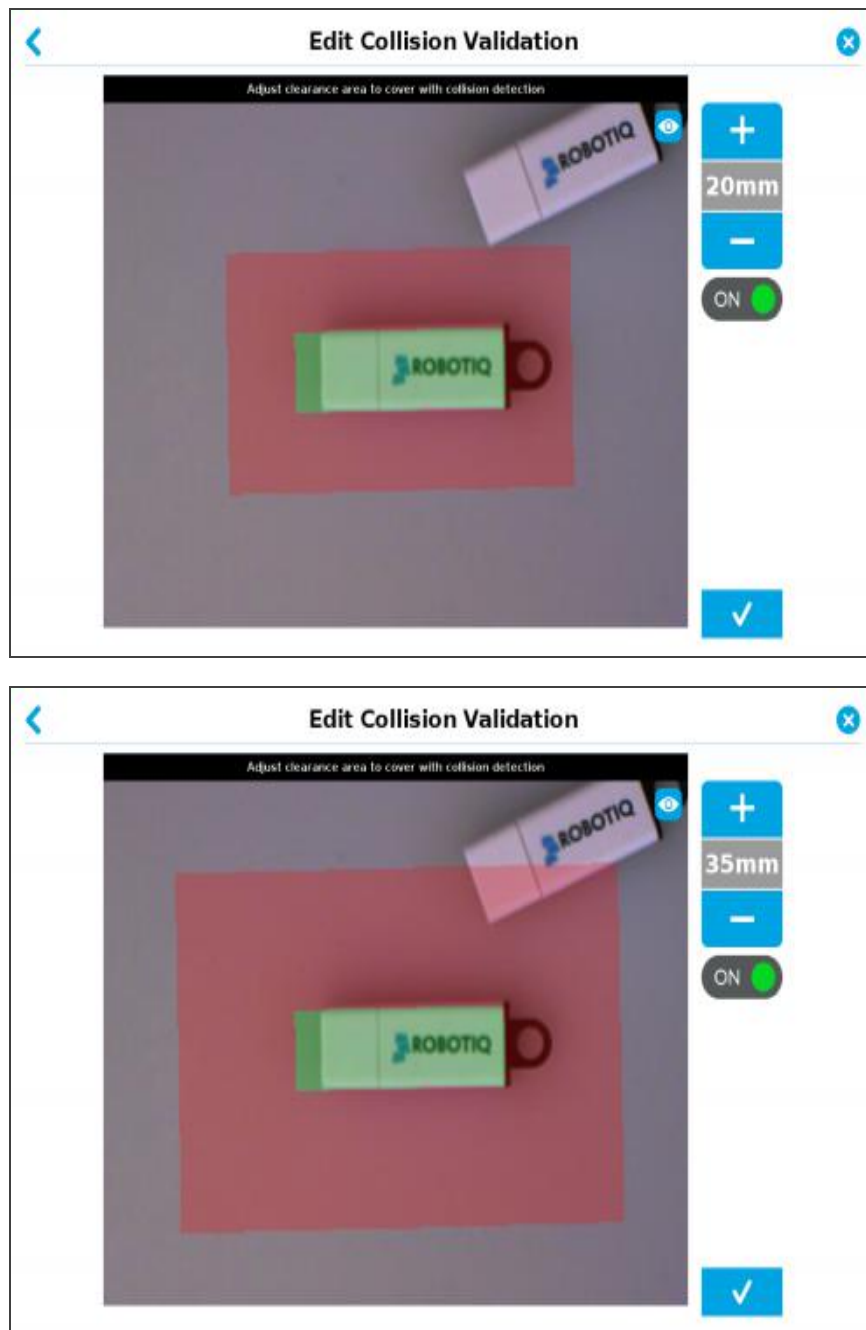 Edit Collision Validation
Adjust clearance area to cover with collision detection
ROBOTIQ
+
20mm
−
ON
ROBOTIQ
Edit Collision Validation
Adjust clearance area to cover with collision detection
ROBOTIQ
+
35mm
−
ON
ROBOTIQ